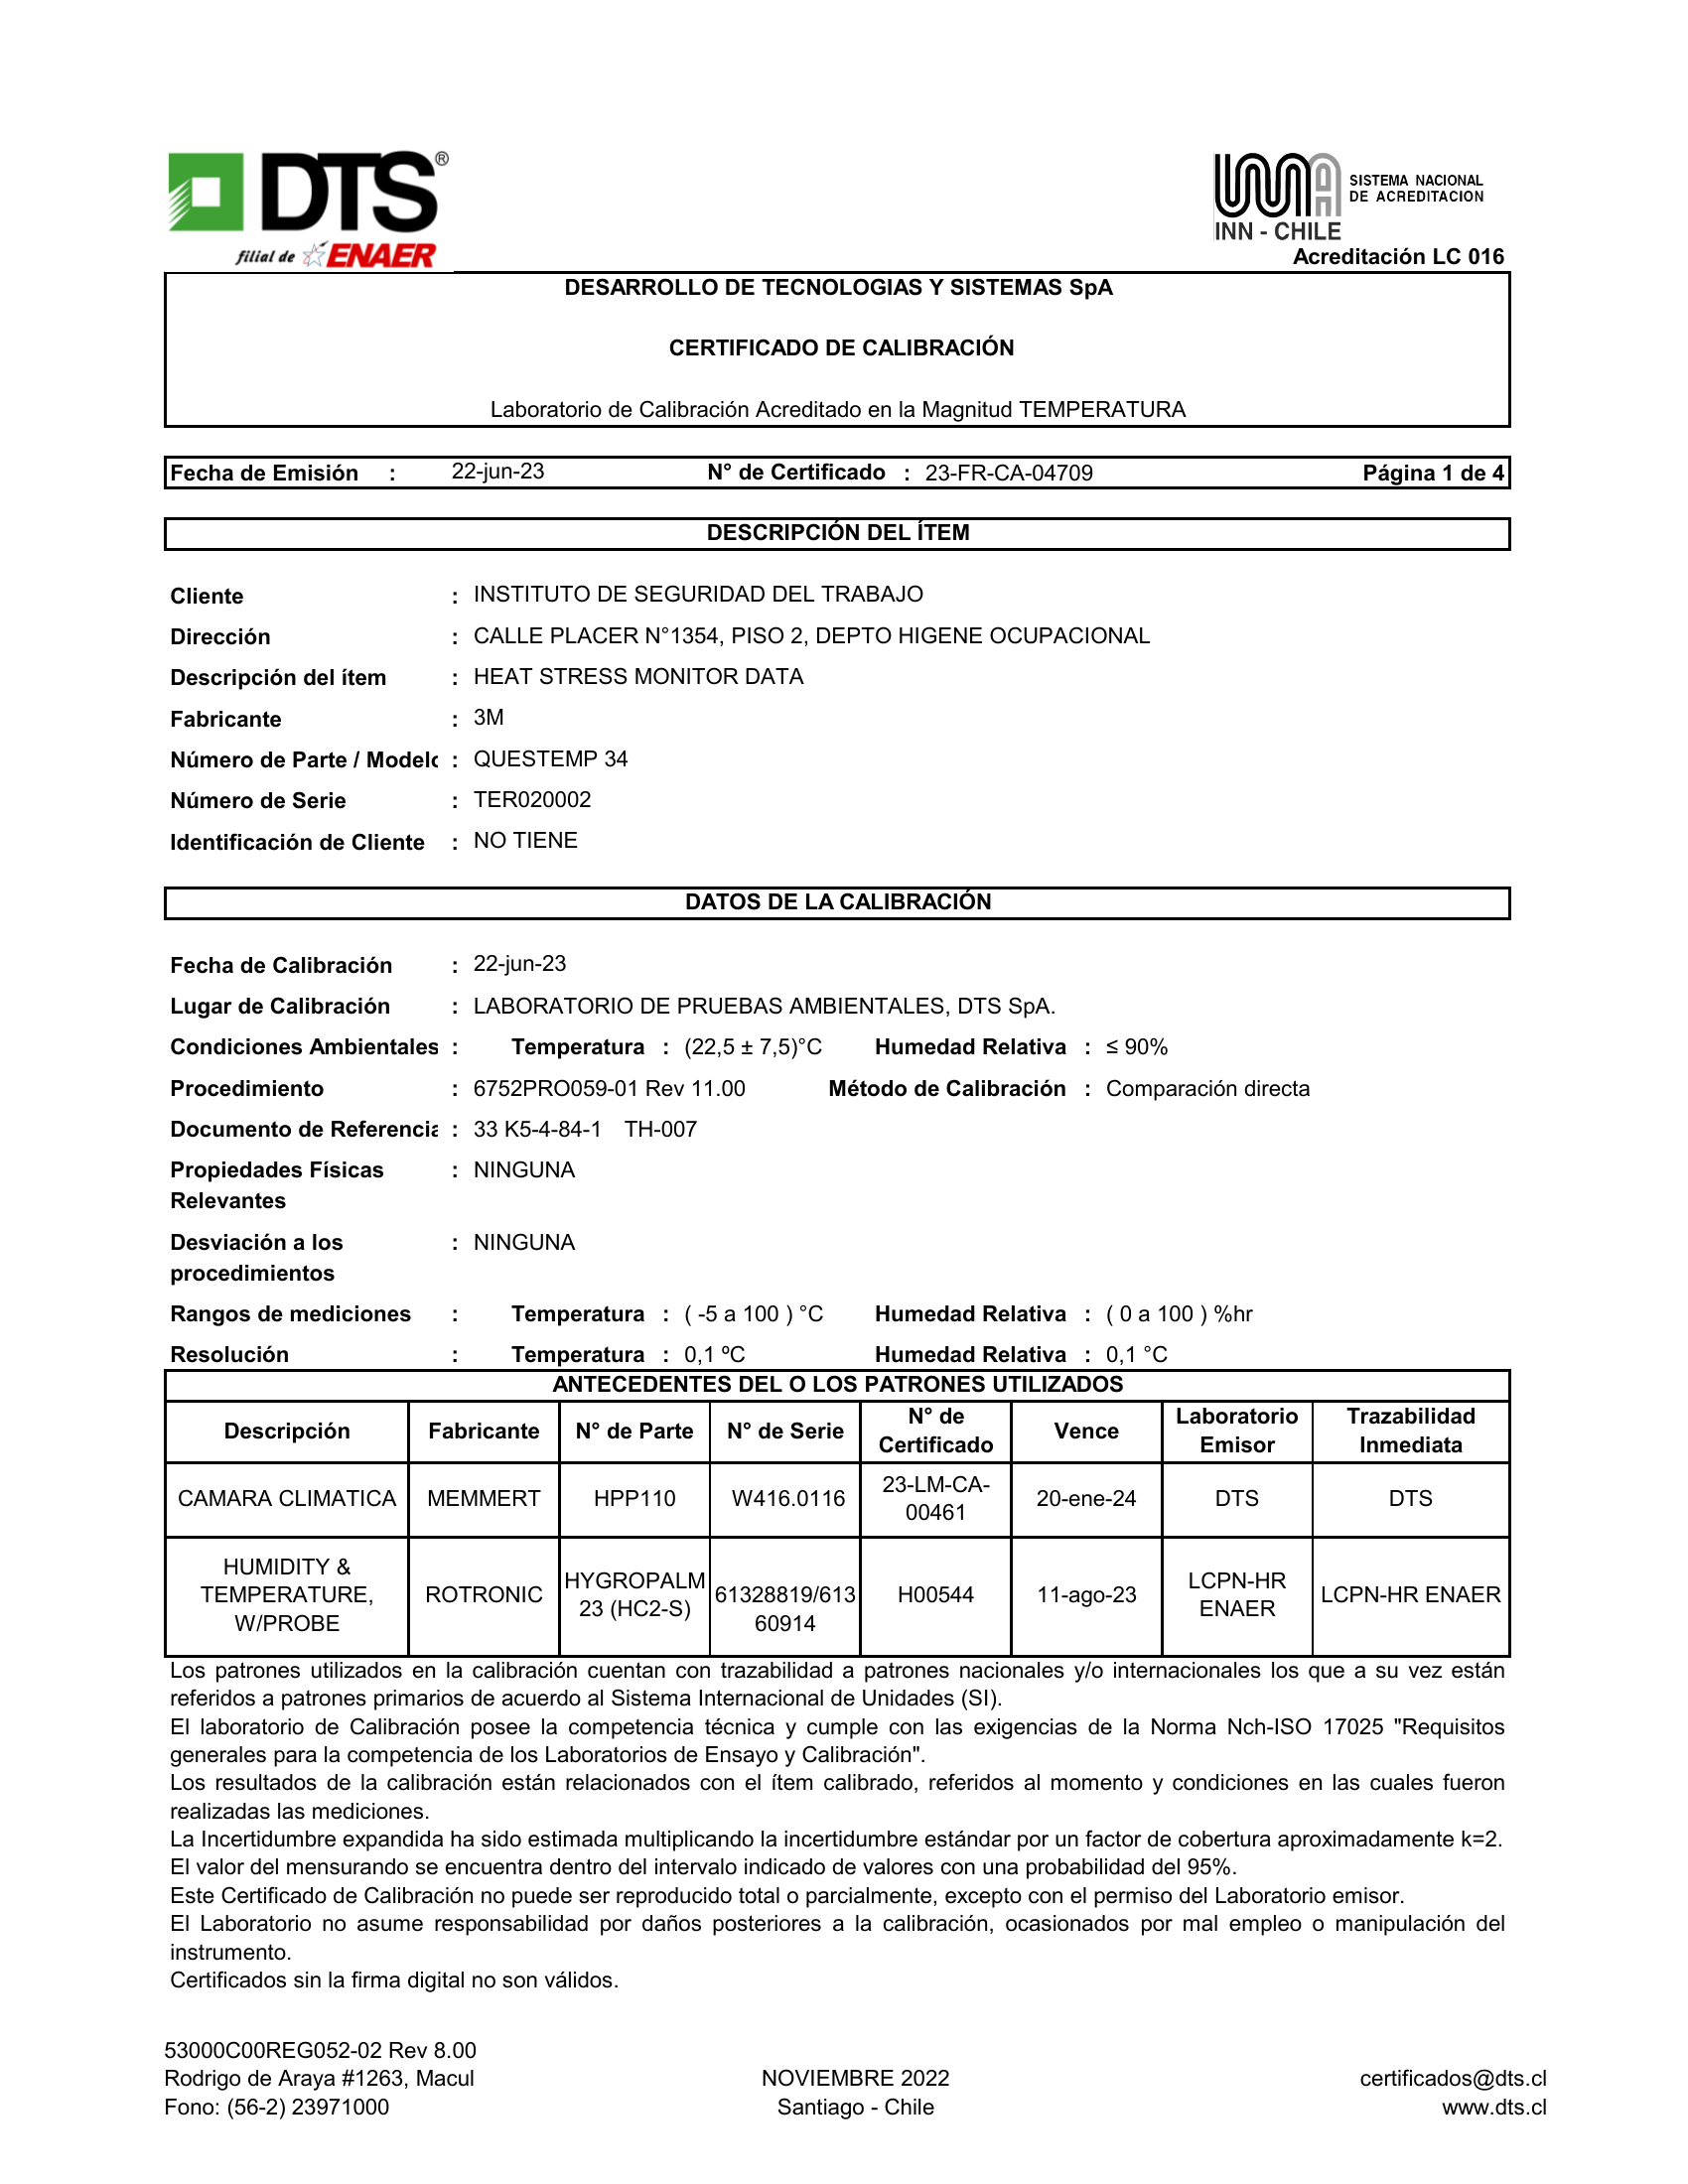 DTS®
filial de ENAER
SISTEMA NACIONAL
DE ACREDITACION
INN - CHILE
Acreditación LC 016
DESARROLLO DE TECNOLOGIAS Y SISTEMAS SpA
CERTIFICADO DE CALIBRACIÓN
Laboratorio de Calibración Acreditado en la Magnitud TEMPERATURA
Fecha de Emisión : 22-jun-23 N° de Certificado : 23-FR-CA-04709 Página 1 de 4
DESCRIPCIÓN DEL ÍTEM
Cliente : INSTITUTO DE SEGURIDAD DEL TRABAJO
Dirección : CALLE PLACER N°1354, PISO 2, DEPTO HIGENE OCUPACIONAL
Descripción del ítem : HEAT STRESS MONITOR DATA
Fabricante : 3M
Número de Parte / Modelo : QUESTEMP 34
Número de Serie : TER020002
Identificación de Cliente : NO TIENE
DATOS DE LA CALIBRACIÓN
Fecha de Calibración : 22-jun-23
Lugar de Calibración : LABORATORIO DE PRUEBAS AMBIENTALES, DTS SpA.
Condiciones Ambientales : Temperatura : (22,5 ± 7,5)°C Humedad Relativa : ≤ 90%
Procedimiento : 6752PRO059-01 Rev 11.00 Método de Calibración : Comparación directa
Documento de Referencia : 33 K5-4-84-1 TH-007
Propiedades Físicas : NINGUNA
Relevantes
Desviación a los : NINGUNA
procedimientos
Rangos de mediciones : Temperatura : ( -5 a 100 ) °C Humedad Relativa : ( 0 a 100 ) %hr
Resolución : Temperatura : 0,1 ºC Humedad Relativa : 0,1 °C
ANTECEDENTES DEL O LOS PATRONES UTILIZADOS
Descripción Fabricante N° de Parte N° de Serie N° de Certificado Vence Laboratorio Emisor Trazabilidad Inmediata
CAMARA CLIMATICA MEMMERT HPP110 W416.0116 23-LM-CA-00461 20-ene-24 DTS DTS
HUMIDITY & TEMPERATURE, W/PROBE ROTRONIC HYGROPALM 23 (HC2-S) 61328819/61360914 H00544 11-ago-23 LCPN-HR ENAER LCPN-HR ENAER
Los patrones utilizados en la calibración cuentan con trazabilidad a patrones nacionales y/o internacionales los que a su vez están
referidos a patrones primarios de acuerdo al Sistema Internacional de Unidades (SI).
El laboratorio de Calibración posee la competencia técnica y cumple con las exigencias de la Norma Nch-ISO 17025 "Requisitos
generales para la competencia de los Laboratorios de Ensayo y Calibración".
Los resultados de la calibración están relacionados con el ítem calibrado, referidos al momento y condiciones en las cuales fueron
realizadas las mediciones.
La Incertidumbre expandida ha sido estimada multiplicando la incertidumbre estándar por un factor de cobertura aproximadamente k=2.
El valor del mensurando se encuentra dentro del intervalo indicado de valores con una probabilidad del 95%.
Este Certificado de Calibración no puede ser reproducido total o parcialmente, excepto con el permiso del Laboratorio emisor.
El Laboratorio no asume responsabilidad por daños posteriores a la calibración, ocasionados por mal empleo o manipulación del
instrumento.
Certificados sin la firma digital no son válidos.
53000C00REG052-02 Rev 8.00
Rodrigo de Araya #1263, Macul NOVIEMBRE 2022 certificados@dts.cl
Fono: (56-2) 23971000 Santiago - Chile www.dts.cl